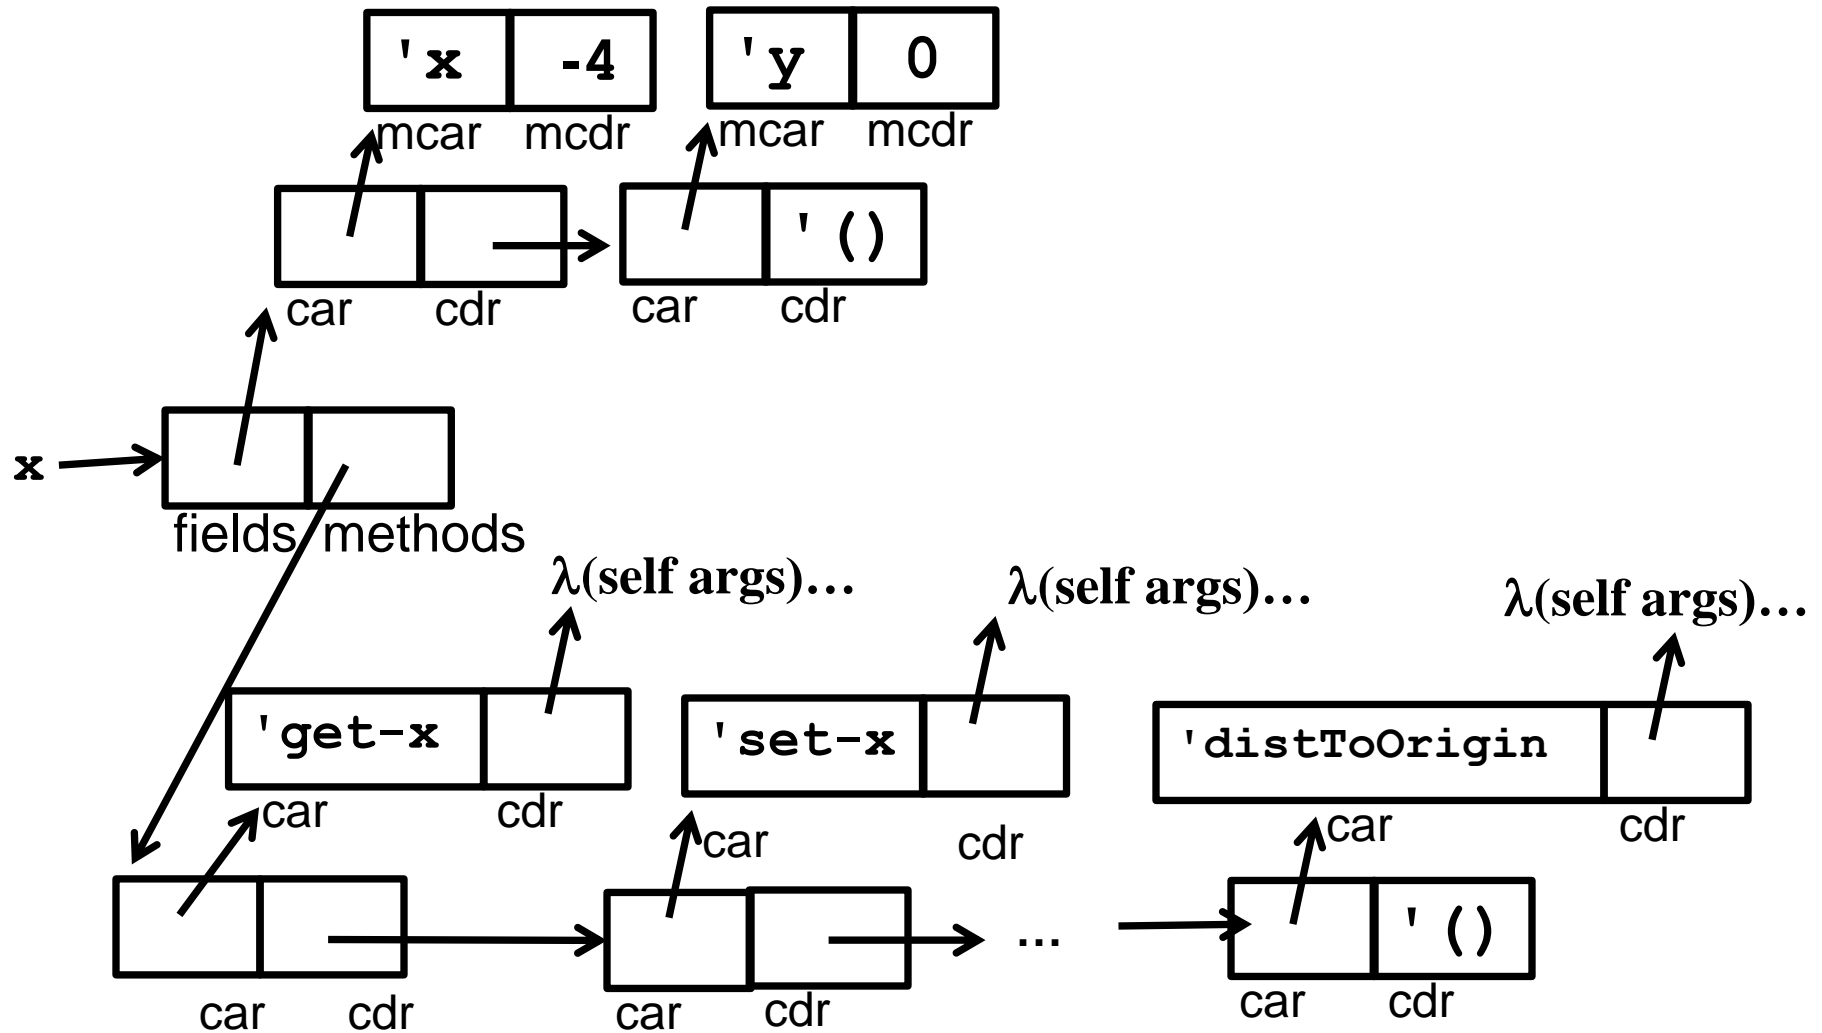 'x -4 'y 0
mcar mcdr mcar mcdr
'()
car cdr car cdr
x
fields methods
λ(self args)… λ(self args)… λ(self args)…
'get-x 'set-x 'distToOrigin
car cdr car cdr car cdr
… '()
car cdr car cdr car cdr